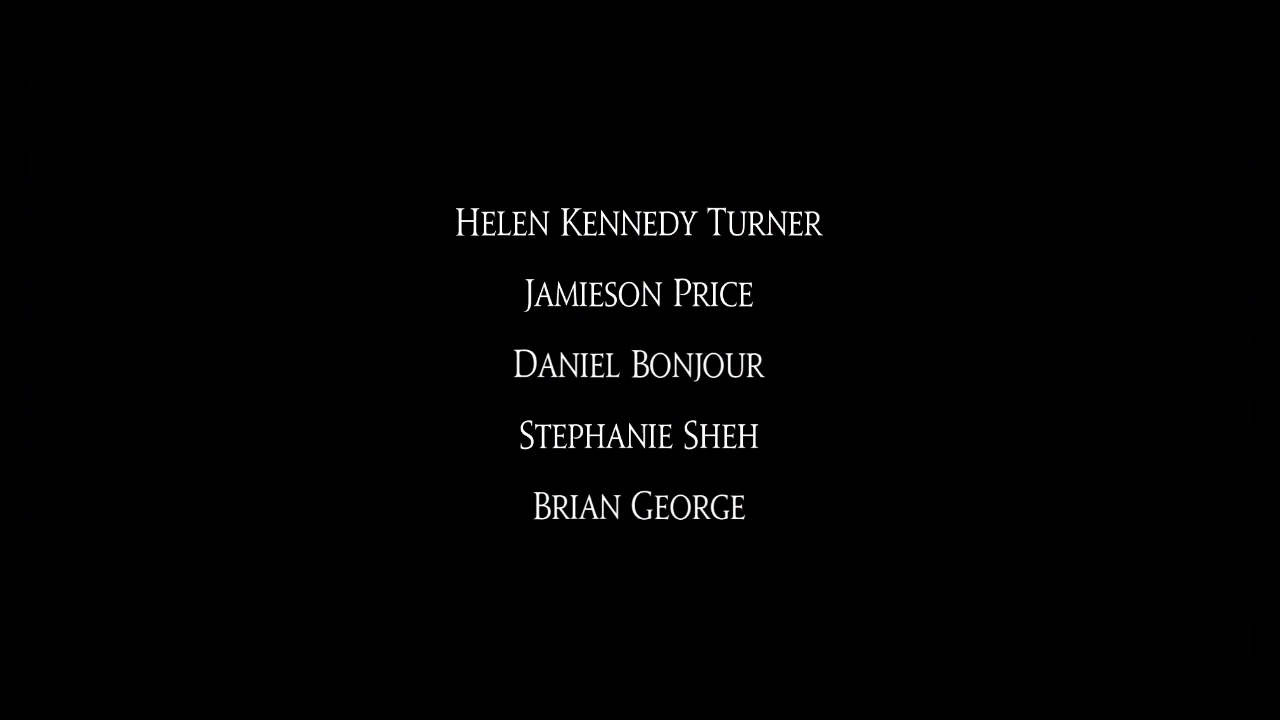 Helen Kennedy Turner
Jamieson Price
Daniel Bonjour
Stephanie Sheh
Brian George